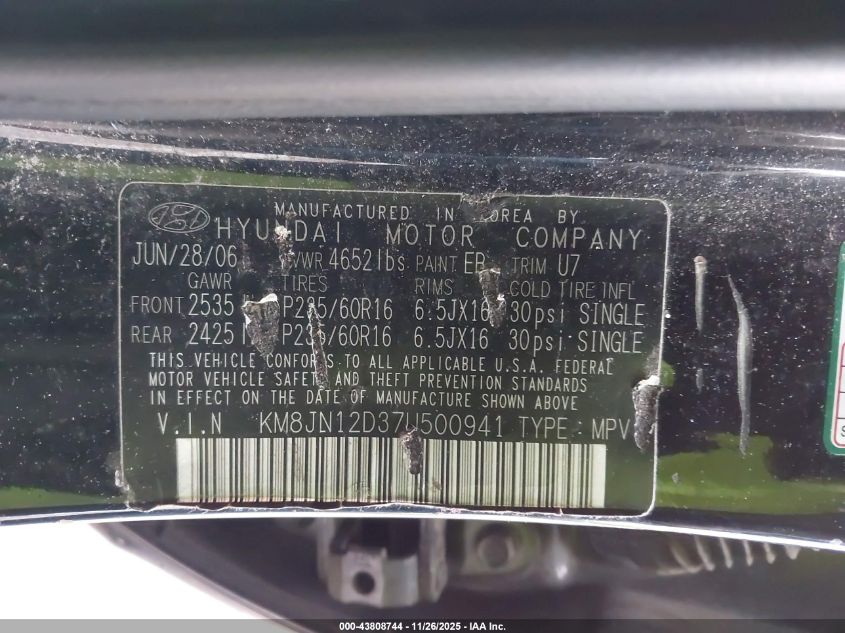 MANUFACTURED IN KOREA BY
HYUNDAI MOTOR COMPANY
JUN/28/06 GVWR 4652lbs PAINT EB TRIM U7
GAWR TIRES RIMS COLD TIRE INFL
FRONT 2535 P235/60R16 6.5JX16 30psi SINGLE
REAR 2425 P235/60R16 6.5JX16 30psi SINGLE
THIS VEHICLE CONFORMS TO ALL APPLICABLE U.S.A. FEDERAL
MOTOR VEHICLE SAFETY AND THEFT PREVENTION STANDARDS
IN EFFECT ON THE DATE OF MANUFACTURE SHOWN ABOVE.
V.I.N KM8JN12D37U500941 TYPE : MPV
000-43808744 - 11/26/2025 - IAA Inc.